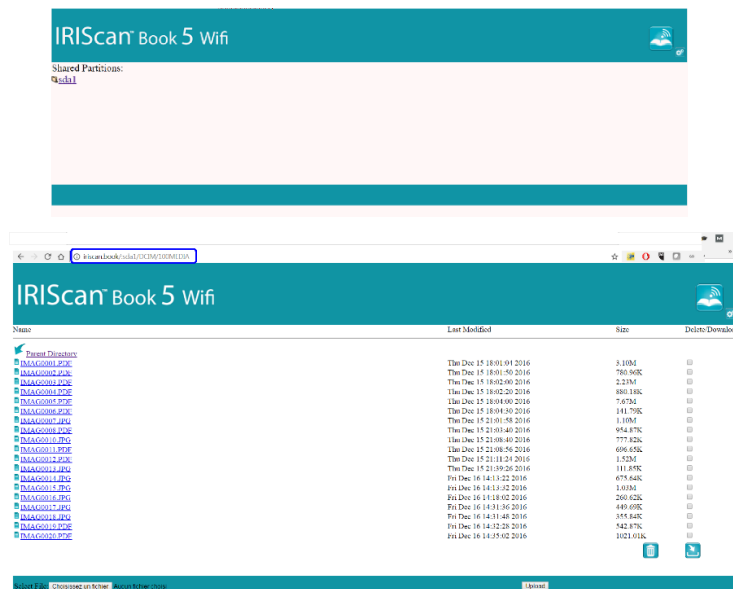 IRIScan™ Book 5 Wifi
Shared Partitions:
sda1
iriscan.book/sda1/DCIM/100MEDIA
IRIScan™ Book 5 Wifi
Name Last Modified Size Delete/Downloa
Parent Directory
IMAG0001.PDF Thu Dec 15 18:01:04 2016 3.10M
IMAG0002.PDF Thu Dec 15 18:01:50 2016 780.96K
IMAG0003.PDF Thu Dec 15 18:02:00 2016 2.23M
IMAG0004.PDF Thu Dec 15 18:02:20 2016 880.18K
IMAG0005.PDF Thu Dec 15 18:04:00 2016 7.67M
IMAG0006.PDF Thu Dec 15 18:04:30 2016 141.79K
IMAG0007.JPG Thu Dec 15 21:01:58 2016 1.10M
IMAG0008.PDF Thu Dec 15 21:03:40 2016 954.87K
IMAG0010.JPG Thu Dec 15 21:08:40 2016 777.82K
IMAG0011.PDF Thu Dec 15 21:08:56 2016 696.65K
IMAG0012.PDF Thu Dec 15 21:11:24 2016 1.52M
IMAG0013.JPG Thu Dec 15 21:39:26 2016 111.85K
IMAG0014.JPG Fri Dec 16 14:13:22 2016 675.64K
IMAG0015.JPG Fri Dec 16 14:13:32 2016 1.03M
IMAG0016.JPG Fri Dec 16 14:18:02 2016 260.62K
IMAG0017.JPG Fri Dec 16 14:31:36 2016 449.69K
IMAG0018.JPG Fri Dec 16 14:31:48 2016 355.84K
IMAG0019.PDF Fri Dec 16 14:32:28 2016 542.87K
IMAG0020.PDF Fri Dec 16 14:35:02 2016 1021.01K
Select File: Choisissez un fichier Aucun fichier choisi Upload